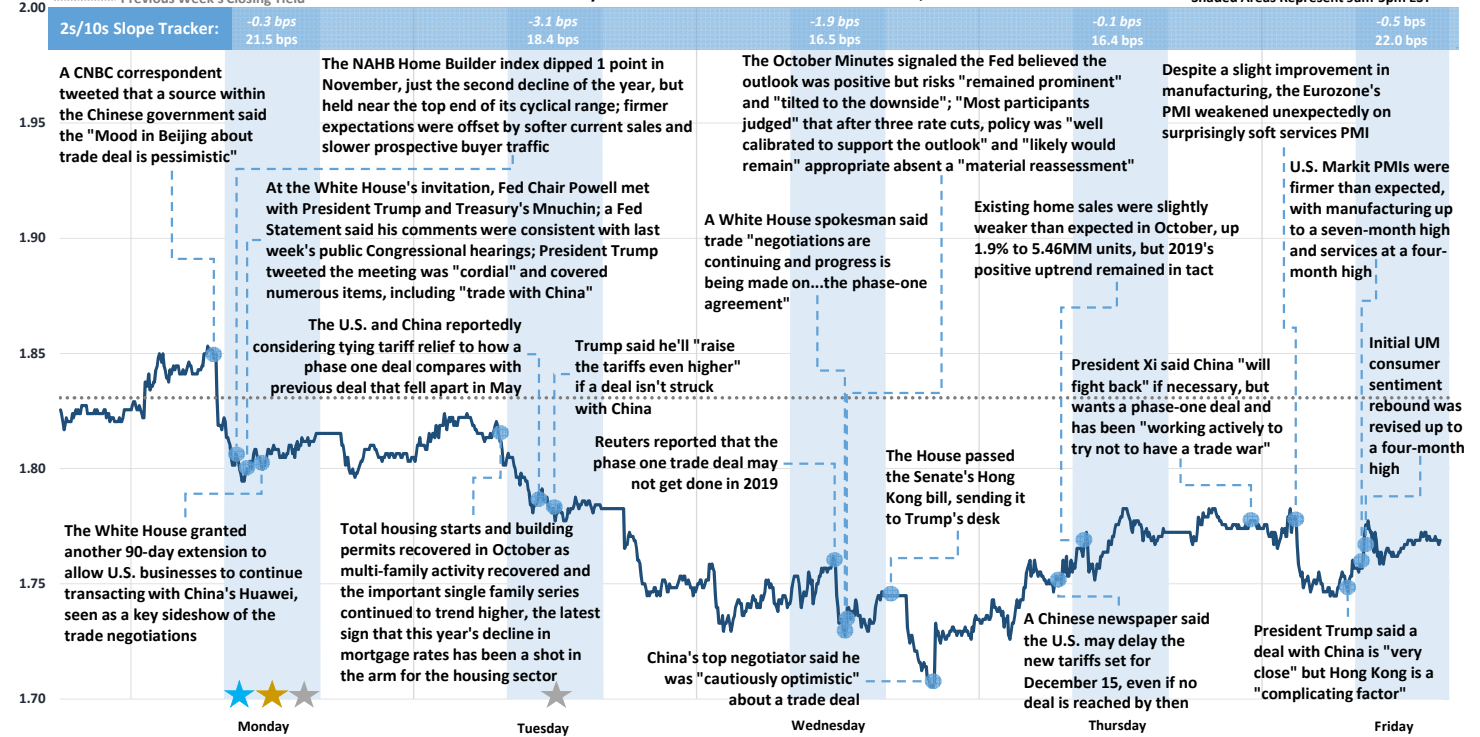 Previous Week's Closing Yield
2.00
2s/10s Slope Tracker:
-0.3 bps
21.5 bps
-3.1 bps
18.4 bps
-1.9 bps
16.5 bps
-0.1 bps
16.4 bps
-0.5 bps
22.0 bps
A CNBC correspondent
tweeted that a source within
the Chinese government said
the "Mood in Beijing about
trade deal is pessimistic"
The NAHB Home Builder index dipped 1 point in
November, just the second decline of the year, but
held near the top end of its cyclical range; firmer
expectations were offset by softer current sales and
slower prospective buyer traffic
The October Minutes signaled the Fed believed the
outlook was positive but risks "remained prominent"
and "tilted to the downside"; "Most participants
judged" that after three rate cuts, policy was "well
calibrated to support the outlook" and "likely would
remain" appropriate absent a "material reassessment"
Despite a slight improvement in
manufacturing, the Eurozone's
PMI weakened unexpectedly on
surprisingly soft services PMI
U.S. Markit PMIs were
firmer than expected,
with manufacturing up
to a seven-month high
and services at a four-
month high
1.95
At the White House's invitation, Fed Chair Powell met
with President Trump and Treasury's Mnuchin; a Fed
Statement said his comments were consistent with last
week's public Congressional hearings; President Trump
tweeted the meeting was "cordial" and covered
numerous items, including "trade with China"
A White House spokesman said
trade "negotiations are
continuing and progress is
being made on...the phase-one
agreement"
Existing home sales were slightly
weaker than expected in October, up
1.9% to 5.46MM units, but 2019's
positive uptrend remained in tact
1.90
The U.S. and China reportedly
considering tying tariff relief to how a
phase one deal compares with
previous deal that fell apart in May
Trump said he'll "raise
the tariffs even higher"
if a deal isn't struck
with China
President Xi said China "will
fight back" if necessary, but
wants a phase-one deal and
has been "working actively to
try not to have a trade war"
Initial UM
consumer
sentiment
rebound was
revised up to
a four-month
high
1.85
Reuters reported that the
phase one trade deal may
not get done in 2019
The House passed
the Senate's Hong
Kong bill, sending it
to Trump's desk
1.80
The White House granted
another 90-day extension to
allow U.S. businesses to continue
transacting with China's Huawei,
seen as a key sideshow of the
trade negotiations
Total housing starts and building
permits recovered in October as
multi-family activity recovered and
the important single family series
continued to trend higher, the latest
sign that this year's decline in
mortgage rates has been a shot in
the arm for the housing sector
1.75
China's top negotiator said he
was "cautiously optimistic"
about a trade deal
A Chinese newspaper said
the U.S. may delay the
new tariffs set for
December 15, even if no
deal is reached by then
President Trump said a
deal with China is "very
close" but Hong Kong is a
"complicating factor"
1.70
Monday
Tuesday
Wednesday
Thursday
Friday